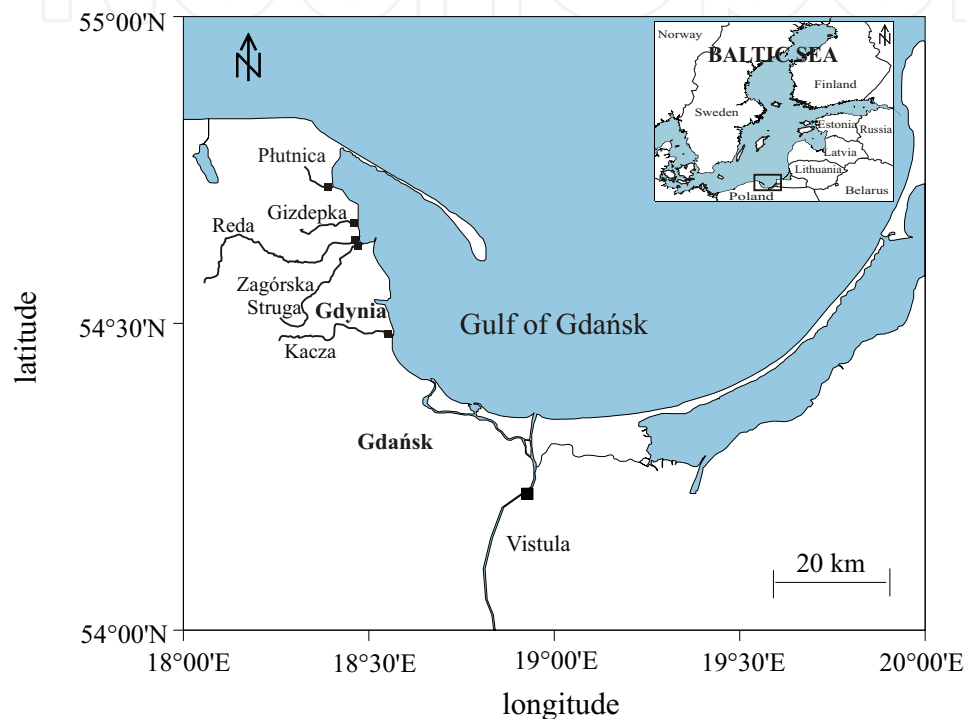 55°00'N
Norway
N
BALTIC SEA
N
Finland
Sweden
Estonia
Russia
Latvia
Lithuania
Belarus
Poland
Płutnica
Gizdepka
Reda
Zagórska
Struga
Gdynia
Gulf of Gdańsk
54°30'N
Kacza
latitude
Gdańsk
Vistula
20 km
54°00'N
18°00'E
18°30'E
19°00'E
19°30'E
20°00'E
longitude